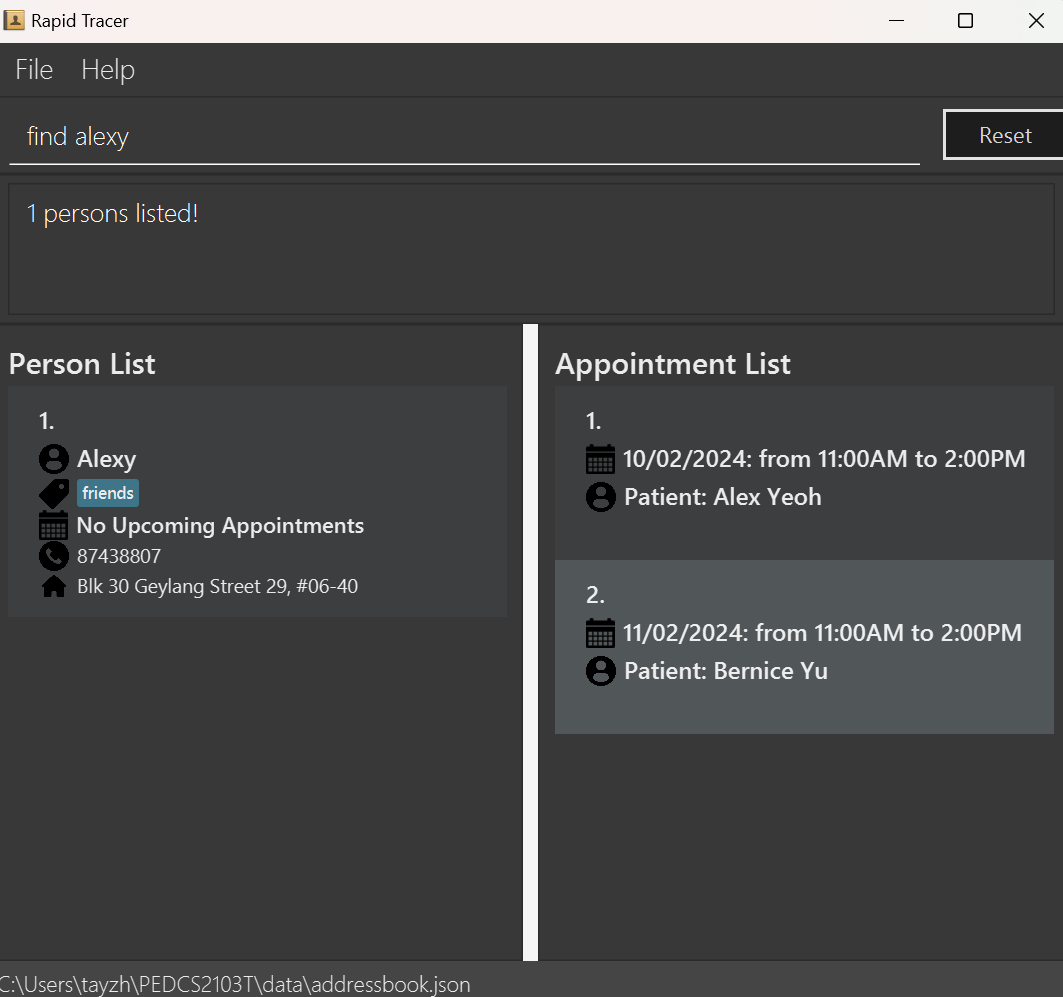 Rapid Tracer
File Help
find alexy
Reset
1 persons listed!
Person List
1.
Alexy
friends
No Upcoming Appointments
87438807
Blk 30 Geylang Street 29, #06-40
Appointment List
1.
10/02/2024: from 11:00AM to 2:00PM
Patient: Alex Yeoh
2.
11/02/2024: from 11:00AM to 2:00PM
Patient: Bernice Yu
C:\Users\tayzh\PEDCS2103T\data\addressbook.json